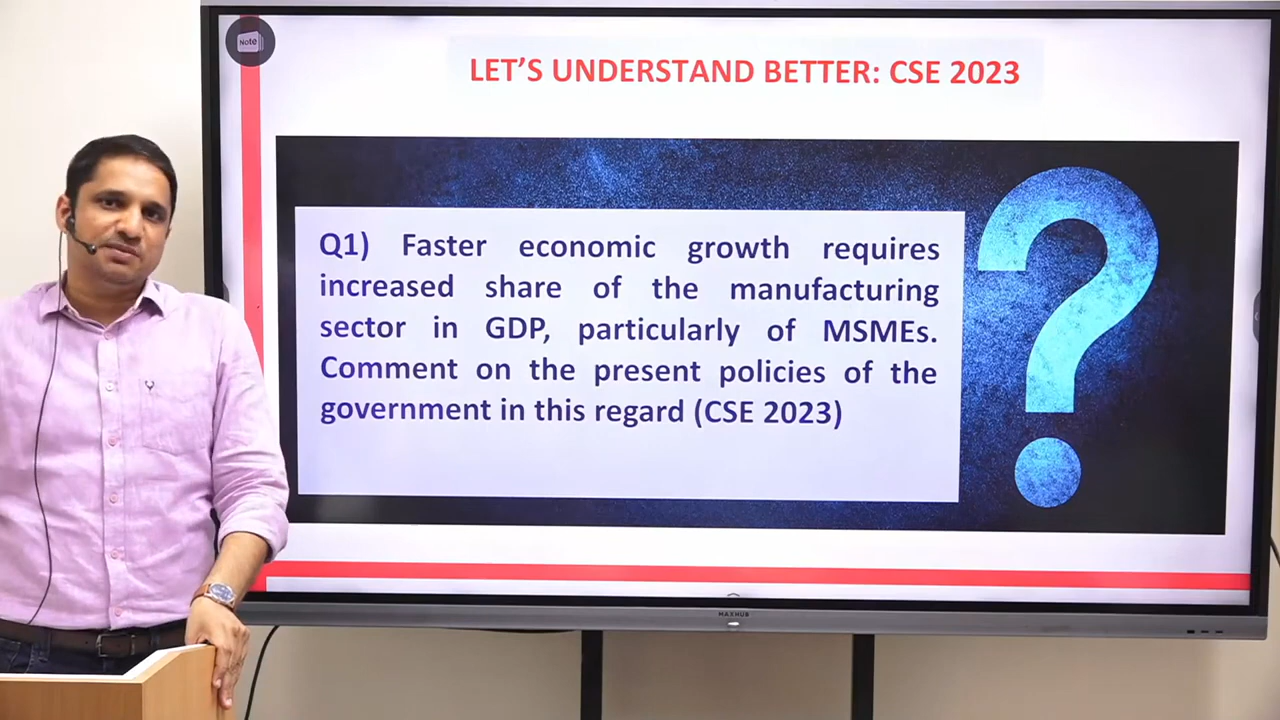 Note
LET'S UNDERSTAND BETTER: CSE 2023
Q1) Faster economic growth requires
increased share of the manufacturing
sector in GDP, particularly of MSMEs.
Comment on the present policies of the
government in this regard (CSE 2023)
MAXHUB